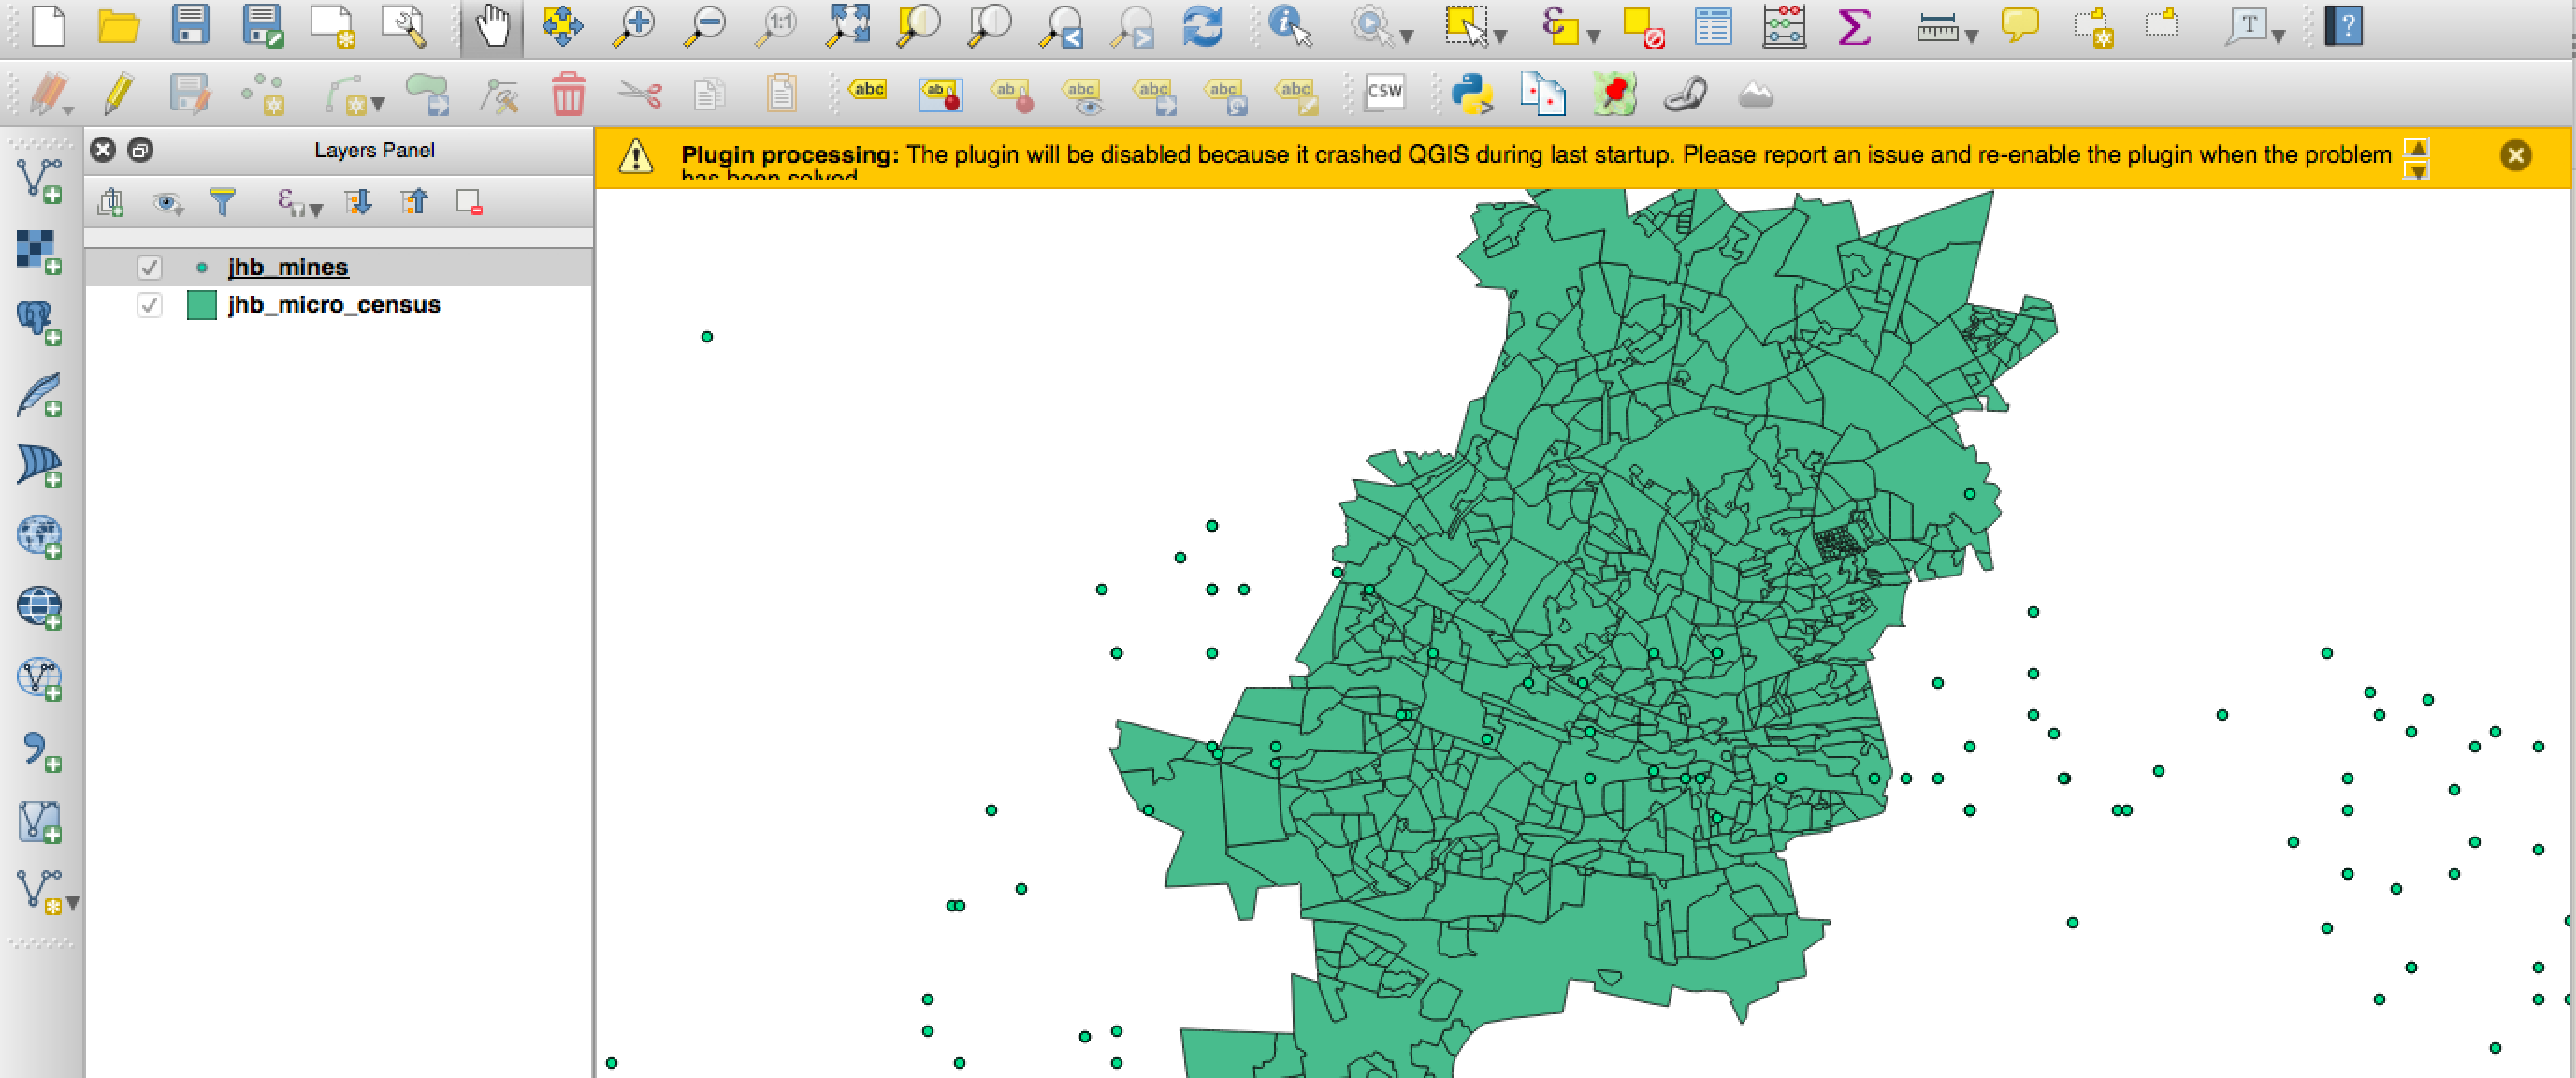 1:1
i
ε
Σ
T
?
abc
ab
ab
abc
abc
abc
abc
CSW
Layers Panel
Plugin processing: The plugin will be disabled because it crashed QGIS during last startup. Please report an issue and re-enable the plugin when the problem
has been solved
ε
jhb_mines
jhb_micro_census